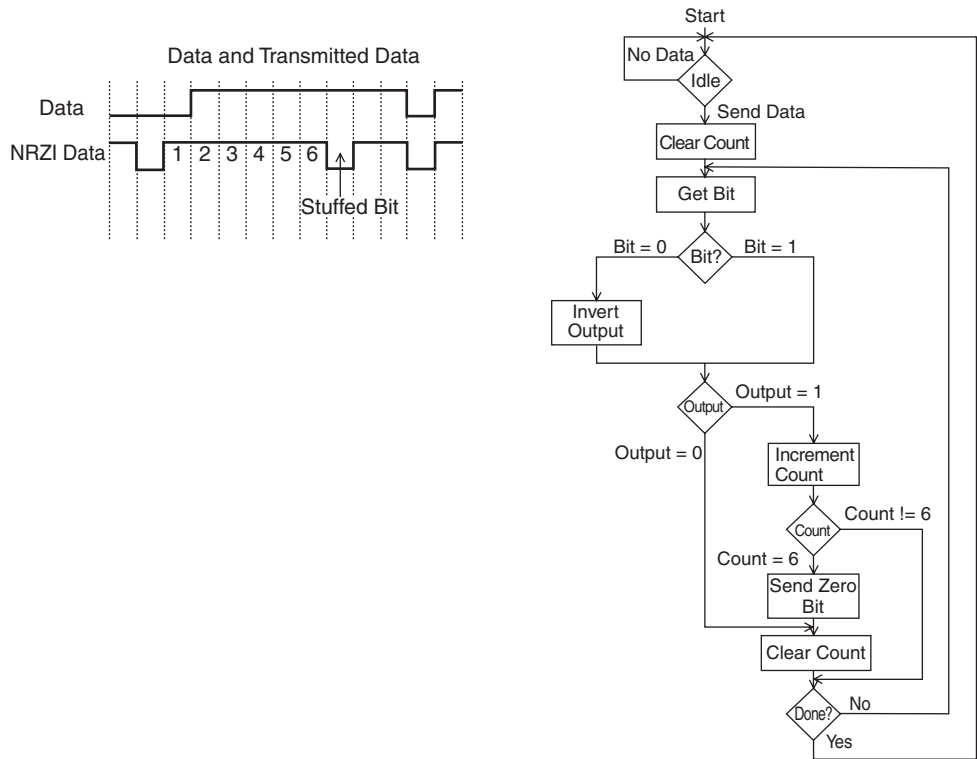 Data and Transmitted Data
Data
NRZI Data
1 2 3 4 5 6
Stuffed Bit
Start
No Data
Idle
Send Data
Clear Count
Get Bit
Bit = 0
Bit?
Bit = 1
Invert
Output
Output
Output = 1
Output = 0
Increment
Count
Count
Count != 6
Count = 6
Send Zero
Bit
Clear Count
Done?
No
Yes